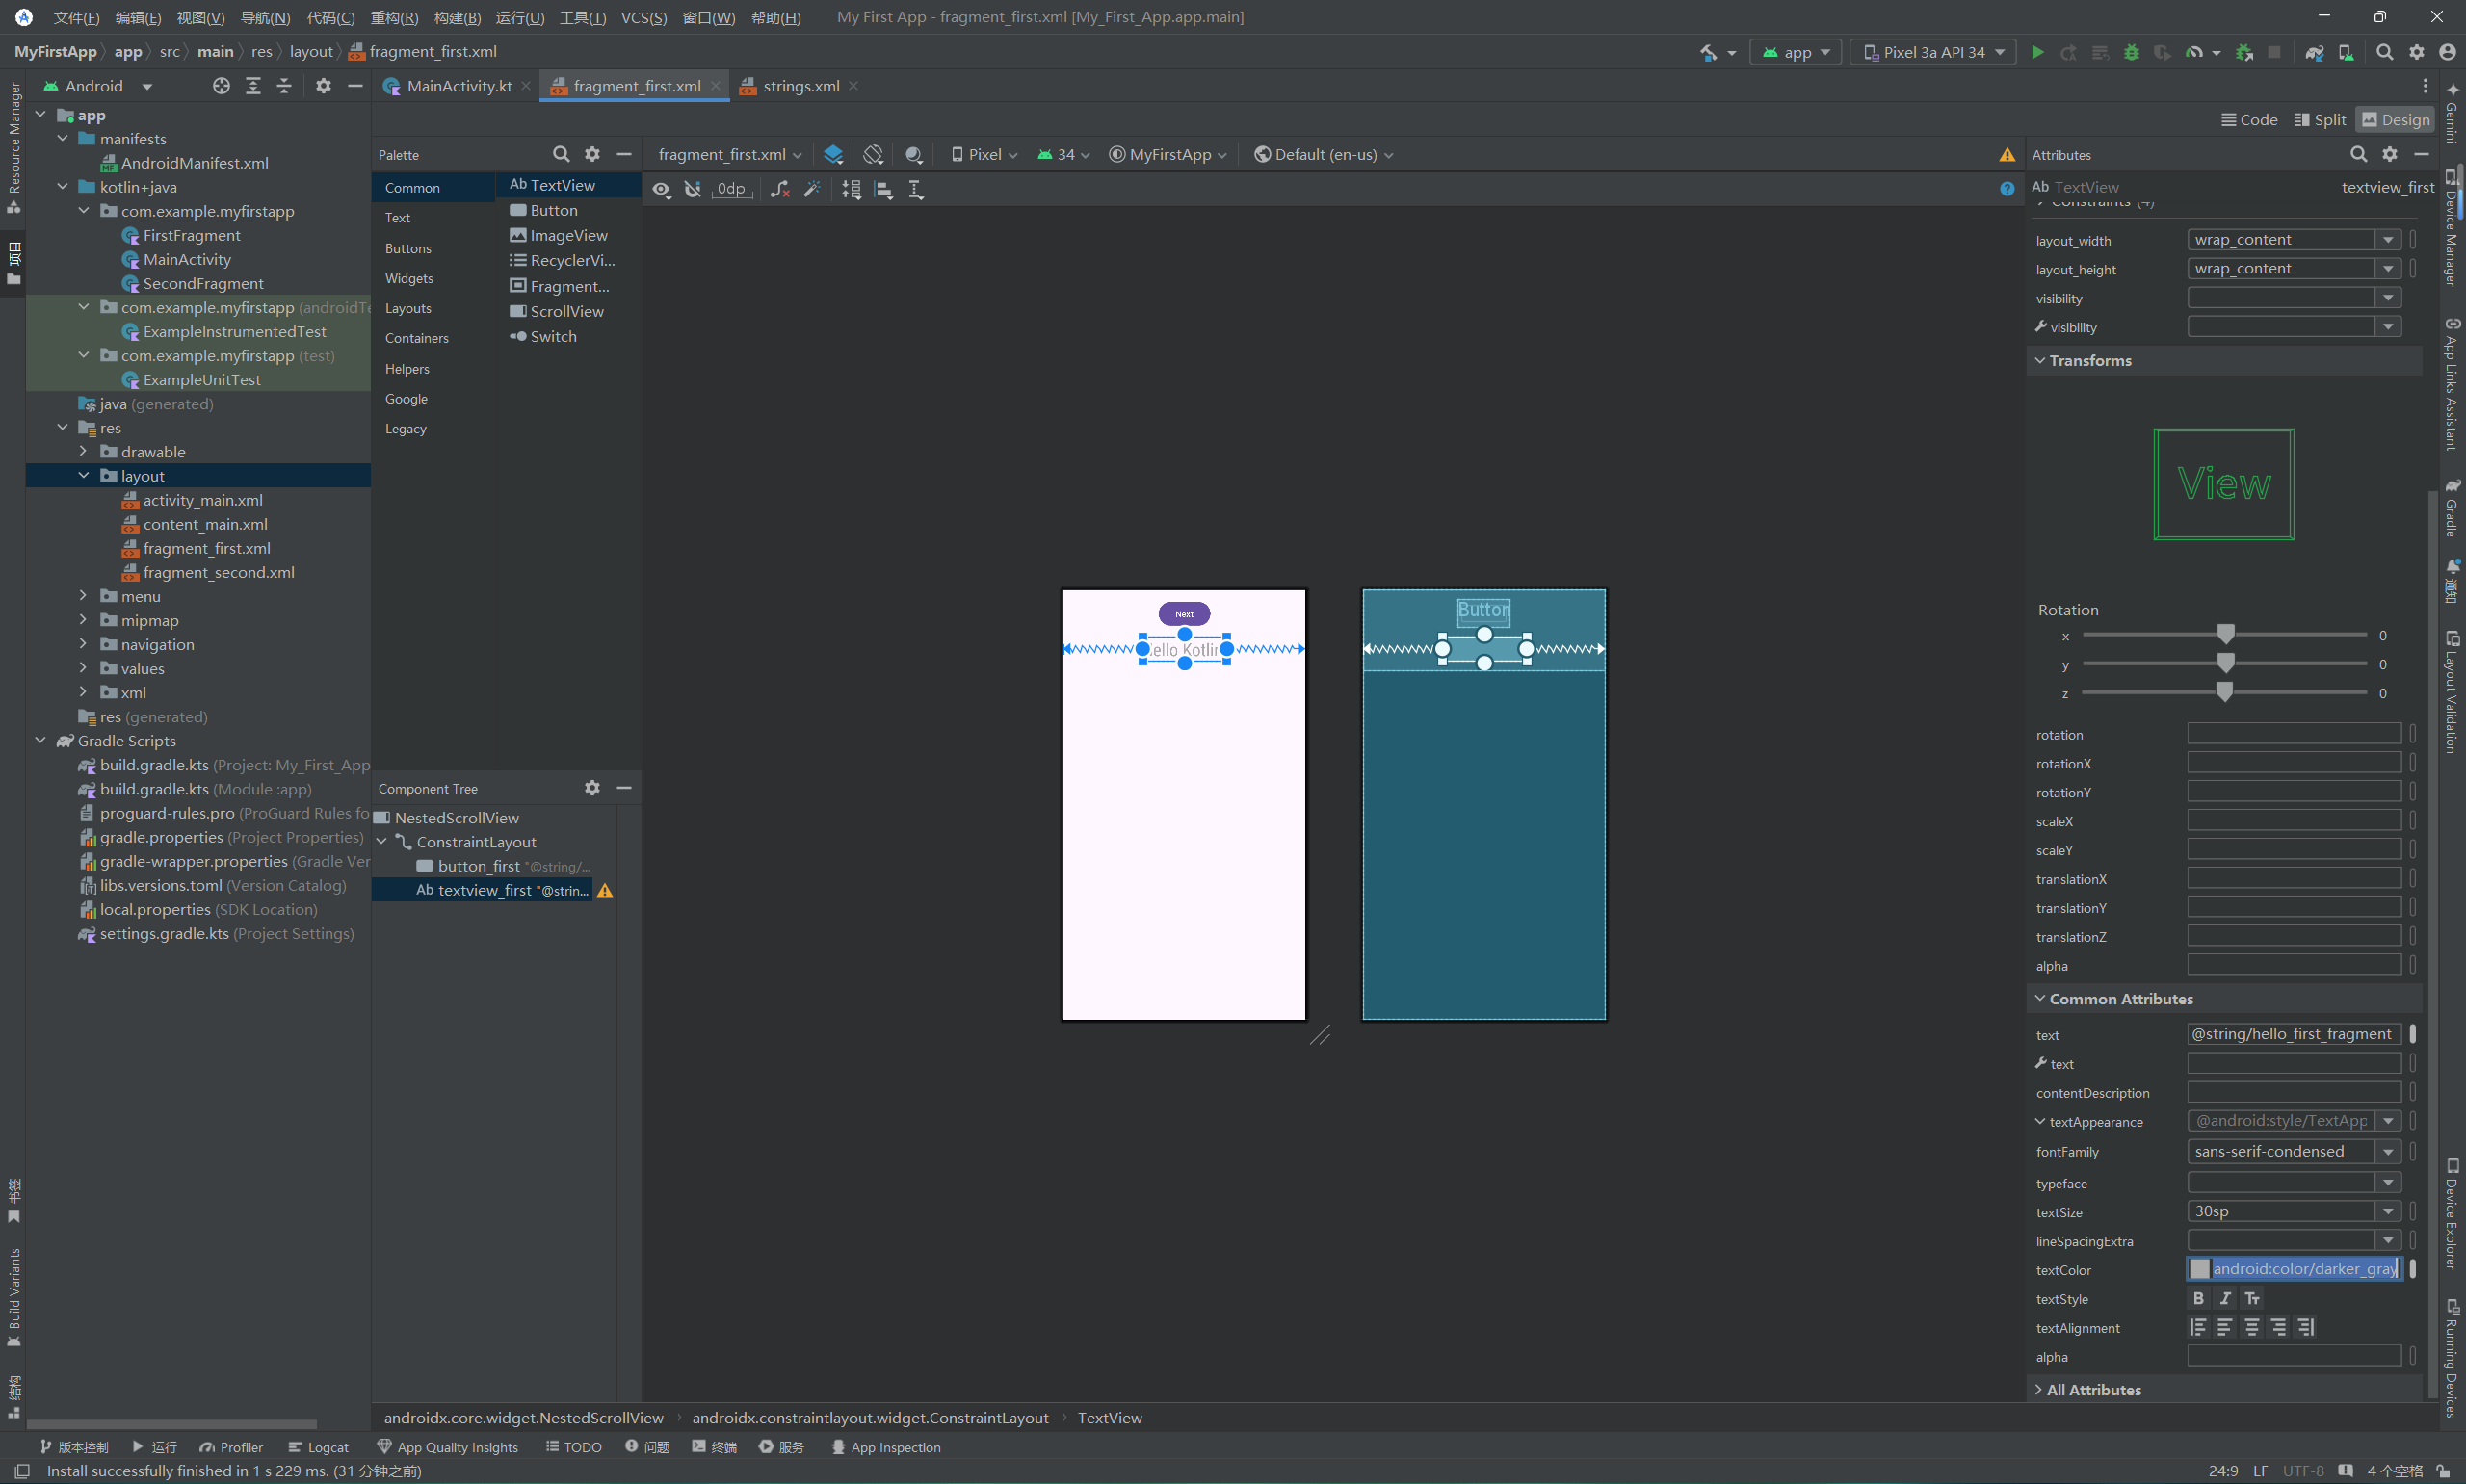 文件(F) 编辑(E) 视图(V) 导航(N) 代码(C) 重构(R) 构建(B) 运行(U) 工具(T) VCS(S) 窗口(W) 帮助(H) My First App - fragment_first.xml [My_First_App.app.main]
MyFirstApp app src main res layout fragment_first.xml
app Pixel 3a API 34
Android
MainActivity.kt fragment_first.xml strings.xml
Code Split Design
Resource Manager
项目
书签
Build Variants
结构
app
manifests
AndroidManifest.xml
kotlin+java
com.example.myfirstapp
FirstFragment
MainActivity
SecondFragment
com.example.myfirstapp (androidTe
ExampleInstrumentedTest
com.example.myfirstapp (test)
ExampleUnitTest
java (generated)
res
drawable
layout
activity_main.xml
content_main.xml
fragment_first.xml
fragment_second.xml
menu
mipmap
navigation
values
xml
res (generated)
Gradle Scripts
build.gradle.kts (Project: My_First_App
build.gradle.kts (Module :app)
proguard-rules.pro (ProGuard Rules fo
gradle.properties (Project Properties)
gradle-wrapper.properties (Gradle Ver
libs.versions.toml (Version Catalog)
local.properties (SDK Location)
settings.gradle.kts (Project Settings)
Palette
Common
Text
Buttons
Widgets
Layouts
Containers
Helpers
Google
Legacy
Ab TextView
Button
ImageView
RecyclerVi...
Fragment...
ScrollView
Switch
Component Tree
NestedScrollView
ConstraintLayout
button_first "@string/...
Ab textview_first "@strin...
fragment_first.xml Pixel 34 MyFirstApp Default (en-us)
0dp
Next
ello Kotlin
Button
Attributes
Ab TextView textview_first
Constraints (4)
layout_width wrap_content
layout_height wrap_content
visibility
visibility
Transforms
View
Rotation
x 0
y 0
z 0
rotation
rotationX
rotationY
scaleX
scaleY
translationX
translationY
translationZ
alpha
Common Attributes
text @string/hello_first_fragment
text
contentDescription
textAppearance @android:style/TextApp
fontFamily sans-serif-condensed
typeface
textSize 30sp
lineSpacingExtra
textColor android:color/darker_gray
textStyle B I Tt
textAlignment
alpha
All Attributes
Gemini
Device Manager
App Links Assistant
Gradle
通知
Layout Validation
Device Explorer
Running Devices
androidx.core.widget.NestedScrollView androidx.constraintlayout.widget.ConstraintLayout TextView
版本控制 运行 Profiler Logcat App Quality Insights TODO 问题 终端 服务 App Inspection
Install successfully finished in 1 s 229 ms. (31 分钟之前) 24:9 LF UTF-8 4 个空格